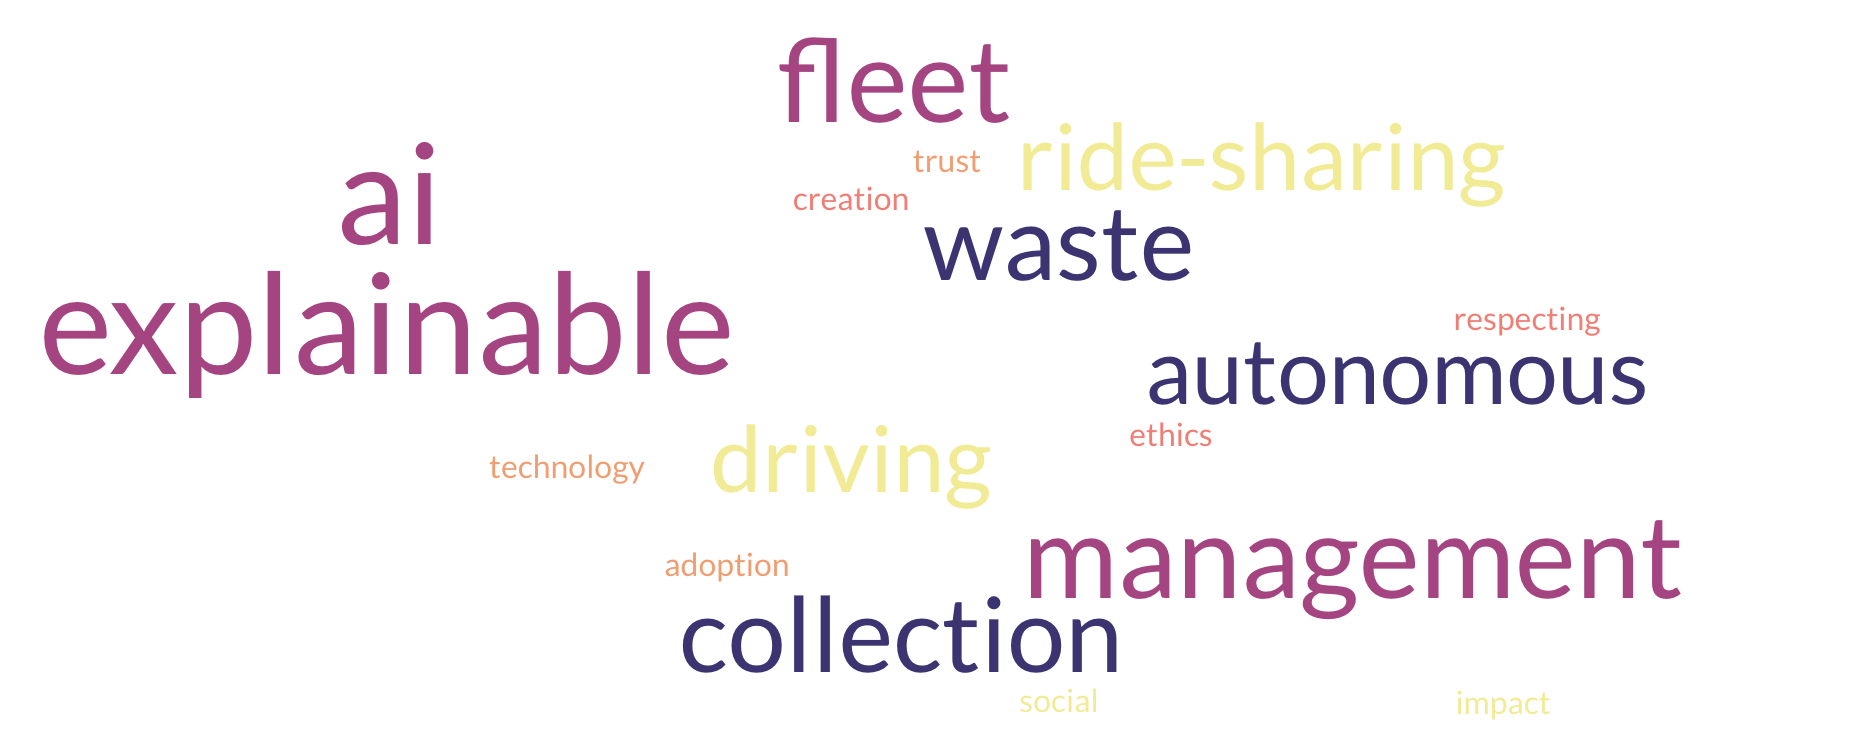 fleet
ai
trust
ride-sharing
creation
waste
explainable
respecting
autonomous
ethics
technology
driving
adoption
management
collection
social
impact